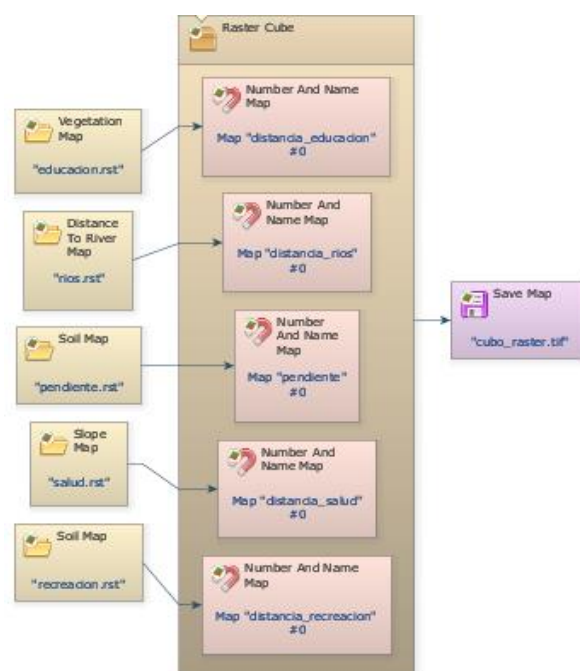 Raster Cube
Vegetation
Map
"educacion.rst"
Number And Name
Map
Map "distancia_educacion"
#0
Distance
To River
Map
"rios.rst"
Number And
Name Map
Map "distancia_rios"
#0
Save Map
"cubo_raster.tif"
Soil Map
"pendiente.rst"
Number
And Name
Map
Map "pendiente"
#0
Slope
Map
"salud.rst"
Number And
Name Map
Map "distancia_salud"
#0
Soil Map
"recreacion.rst"
Number And Name
Map
Map "distancia_recreacion"
#0